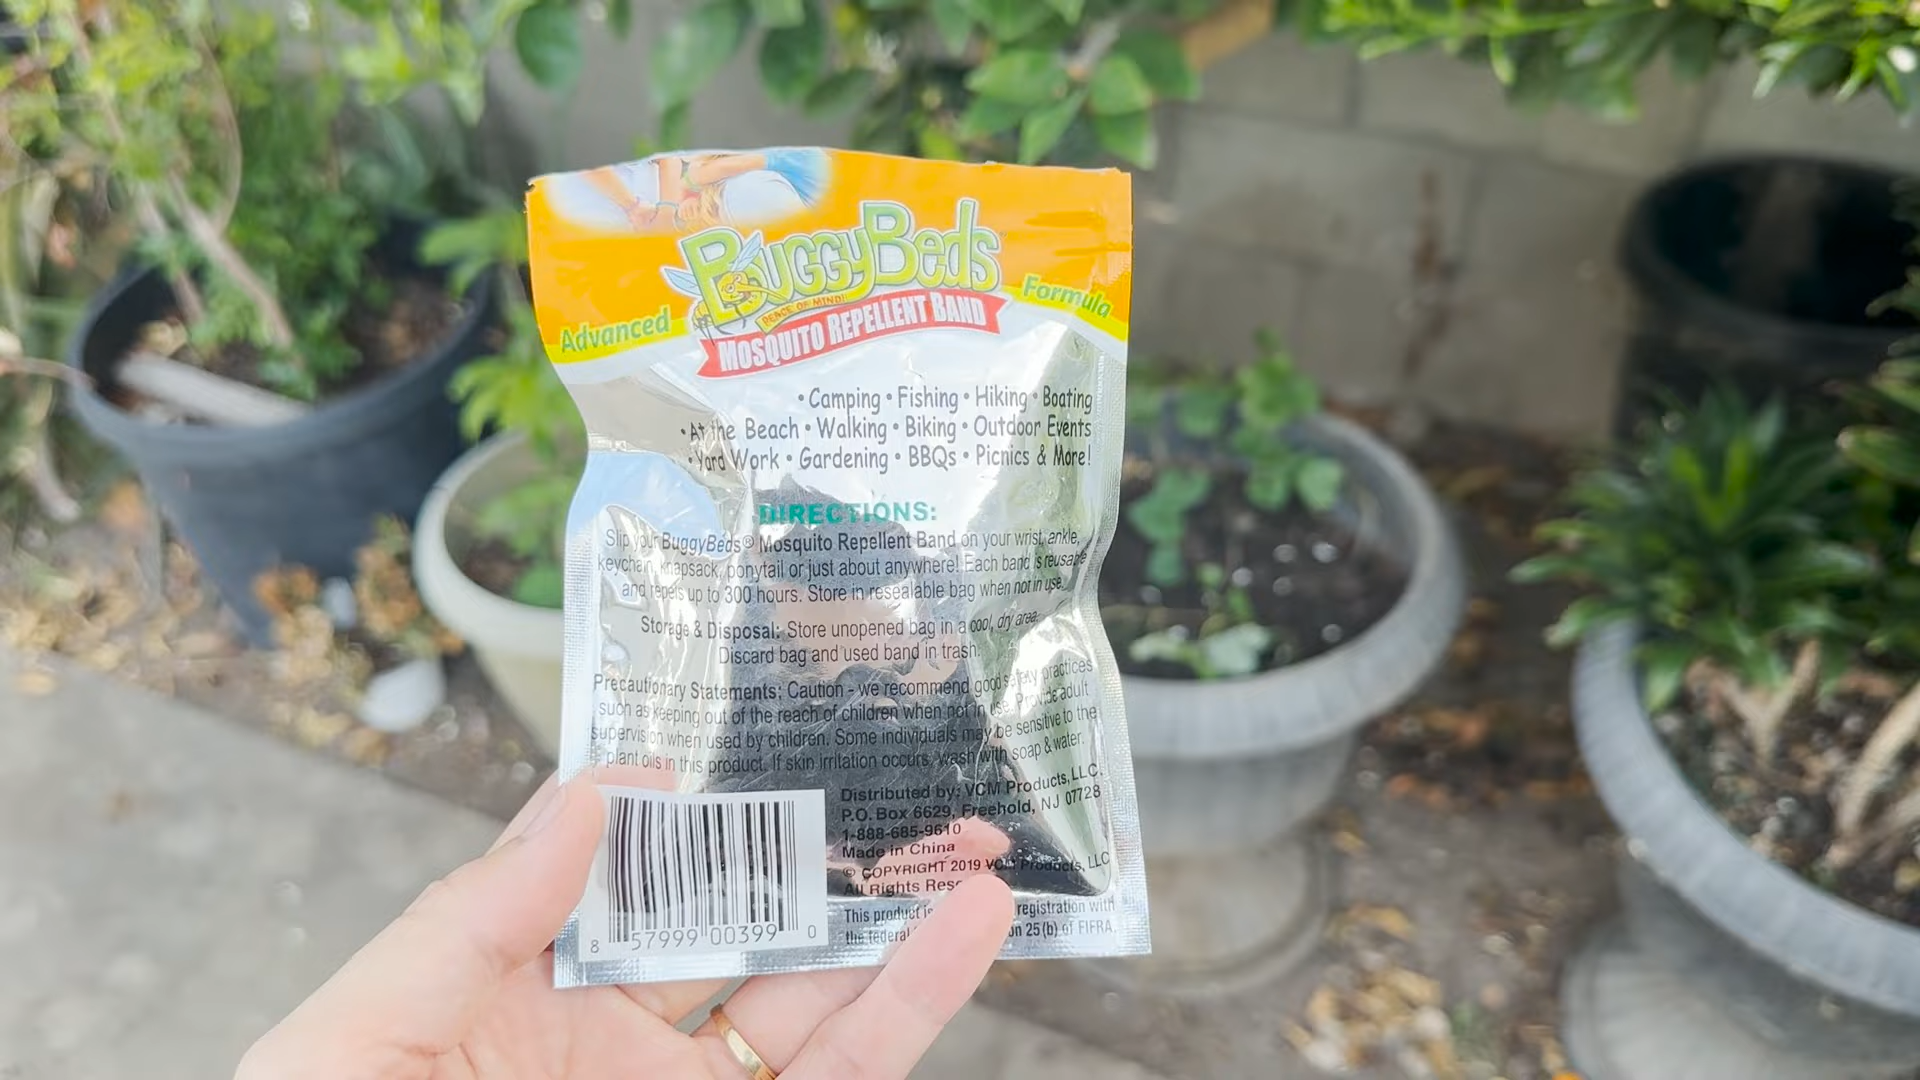 BuggyBeds
PEACE OF MIND!
Advanced
Formula
MOSQUITO REPELLENT BAND
• Camping • Fishing • Hiking • Boating
• At the Beach • Walking • Biking • Outdoor Events
• Yard Work • Gardening • BBQs • Picnics & More!
DIRECTIONS:
Slip your BuggyBeds® Mosquito Repellent Band on your wrist, ankle,
keychain, knapsack, ponytail or just about anywhere! Each band is reusable
and repels up to 300 hours. Store in resealable bag when not in use.
Storage & Disposal: Store unopened bag in a cool, dry area.
Discard bag and used band in trash.
Precautionary Statements: Caution - we recommend good safety practices
such as keeping out of the reach of children when not in use. Provide adult
supervision when used by children. Some individuals may be sensitive to the
plant oils in this product. If skin irritation occurs, wash with soap & water.
Distributed by: VCM Products, LLC.
P.O. Box 6629, Freehold, NJ 07728
1-888-685-9610
Made in China
© COPYRIGHT 2019 VCM Products, LLC
All Rights
This product is registration with
the federal 25 (b) of FIFRA.
8 57999 00399 0